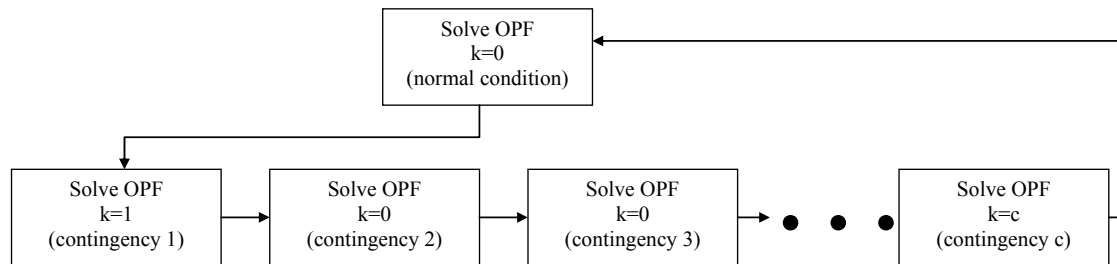 Solve OPF
k=0
(normal condition)
Solve OPF
k=1
(contingency 1)
Solve OPF
k=0
(contingency 2)
Solve OPF
k=0
(contingency 3)
Solve OPF
k=c
(contingency c)